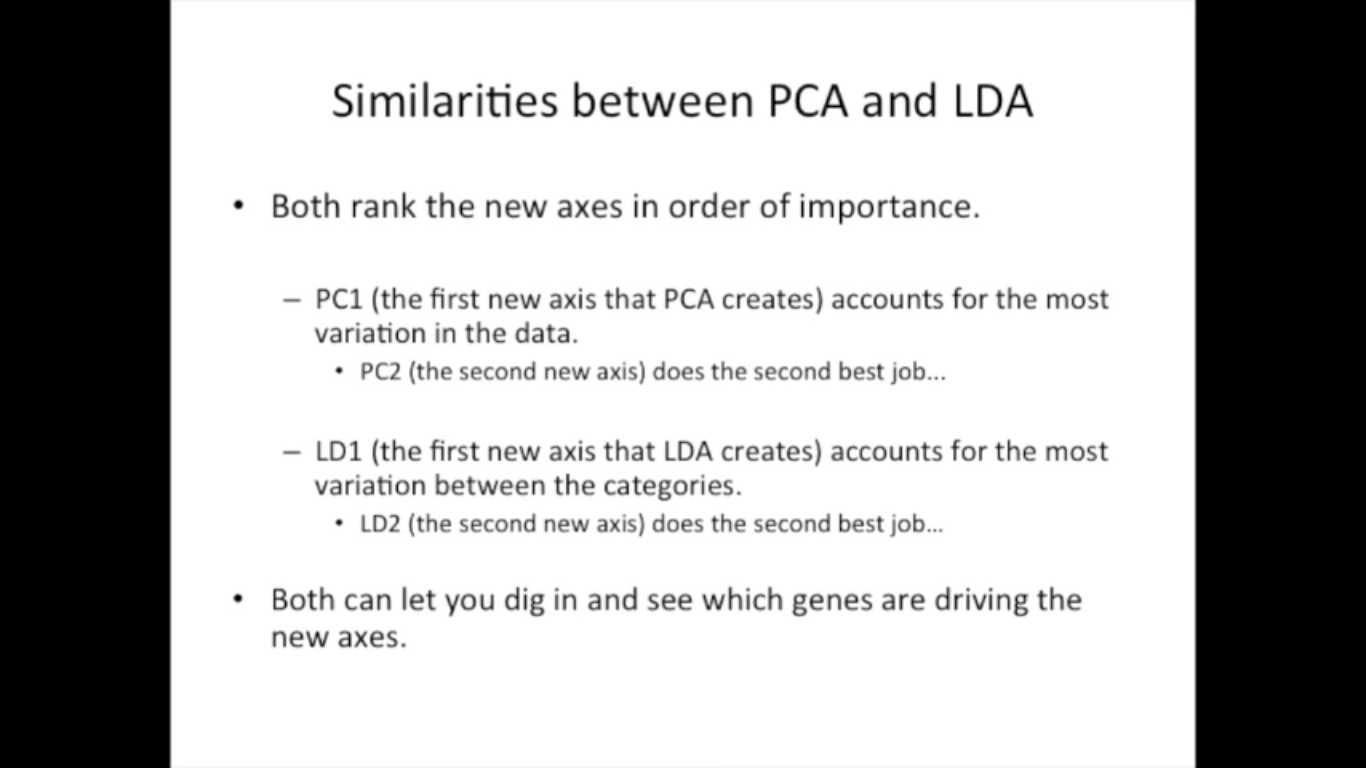 Similarities between PCA and LDA
• Both rank the new axes in order of importance.
– PC1 (the first new axis that PCA creates) accounts for the most
variation in the data.
• PC2 (the second new axis) does the second best job...
– LD1 (the first new axis that LDA creates) accounts for the most
variation between the categories.
• LD2 (the second new axis) does the second best job...
• Both can let you dig in and see which genes are driving the
new axes.